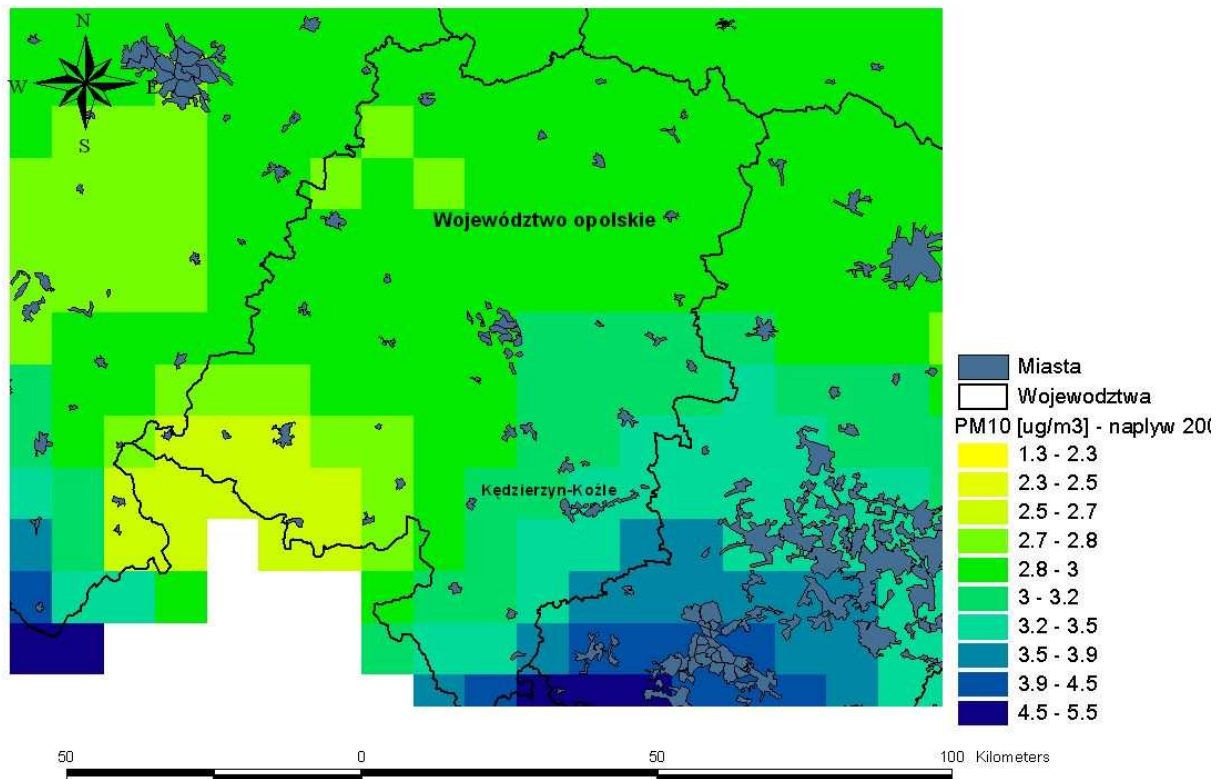 N
W E
S
Województwo opolskie
Kędzierzyn-Koźle
Miasta
Wojewodztwa
PM10 [ug/m3] - naplyw 200
1.3 - 2.3
2.3 - 2.5
2.5 - 2.7
2.7 - 2.8
2.8 - 3
3 - 3.2
3.2 - 3.5
3.5 - 3.9
3.9 - 4.5
4.5 - 5.5
50 0 50 100 Kilometers